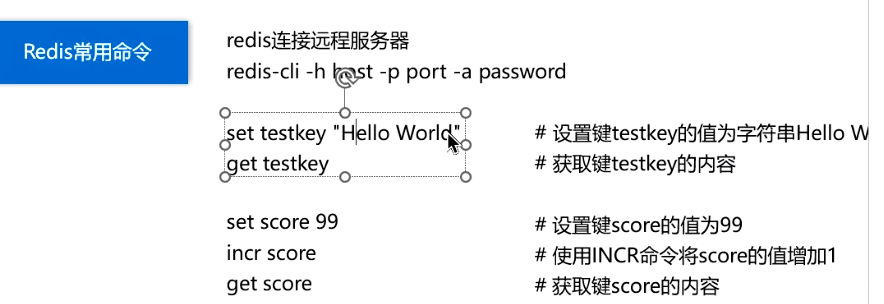 Redis常用命令
redis连接远程服务器
redis-cli -h host -p port -a password
set testkey "Hello World" # 设置键testkey的值为字符串Hello W
get testkey # 获取键testkey的内容
set score 99 # 设置键score的值为99
incr score # 使用INCR命令将score的值增加1
get score # 获取键score的内容